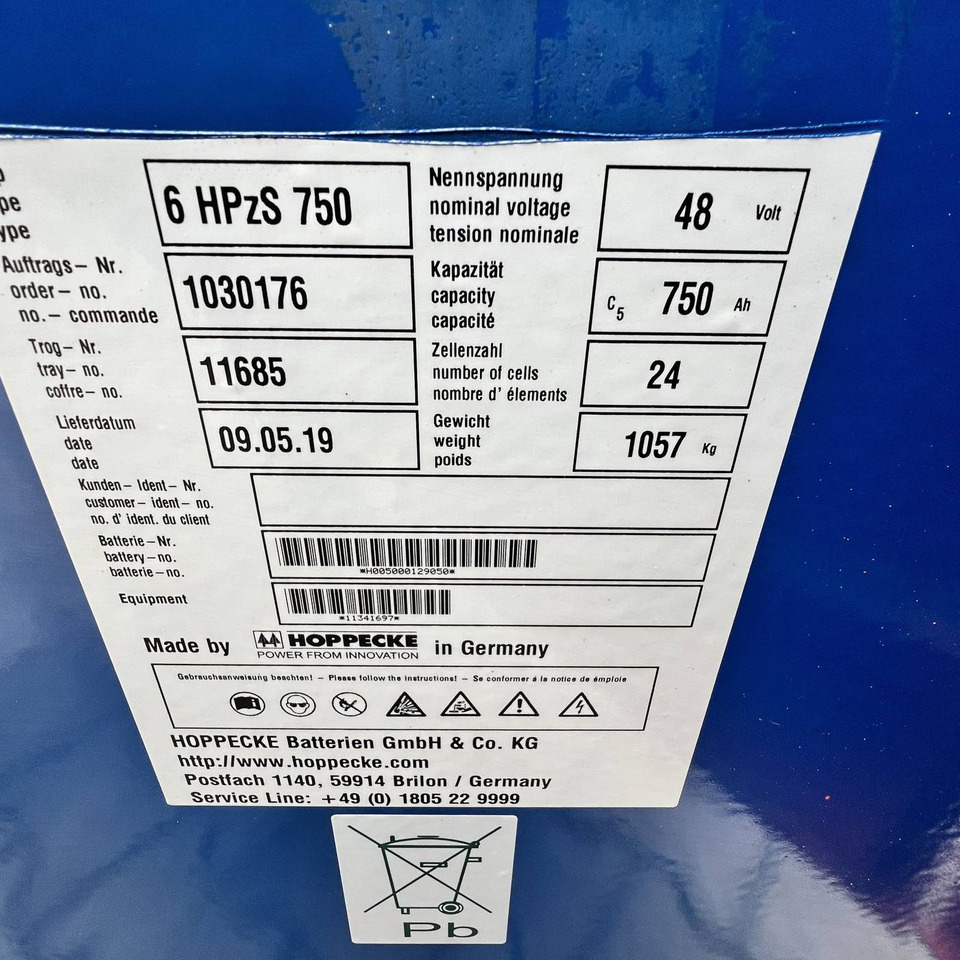 6 HPzS 750
Nennspannung
nominal voltage
tension nominale
48 Volt
Auftrags– Nr.
order– no.
no.– commande
1030176
Kapazität
capacity
capacité
C5 750 Ah
Trog– Nr.
tray– no.
coffre– no.
11685
Zellenzahl
number of cells
nombre d' élements
24
Lieferdatum
date
date
09.05.19
Gewicht
weight
poids
1057 Kg
Kunden– Ident– Nr.
customer– ident– no.
no. d' ident. du client
Batterie–Nr.
battery–no.
batterie–no.
*H005000129050*
Equipment
*11341697*
Made by HOPPECKE in Germany
POWER FROM INNOVATION
Gebrauchsanweisung beachten! – Please follow the instructions! – Se conformer á la notice de émploie
HOPPECKE Batterien GmbH & Co. KG
http://www.hoppecke.com
Postfach 1140, 59914 Brilon / Germany
Service Line: +49 (0) 1805 22 9999
Pb